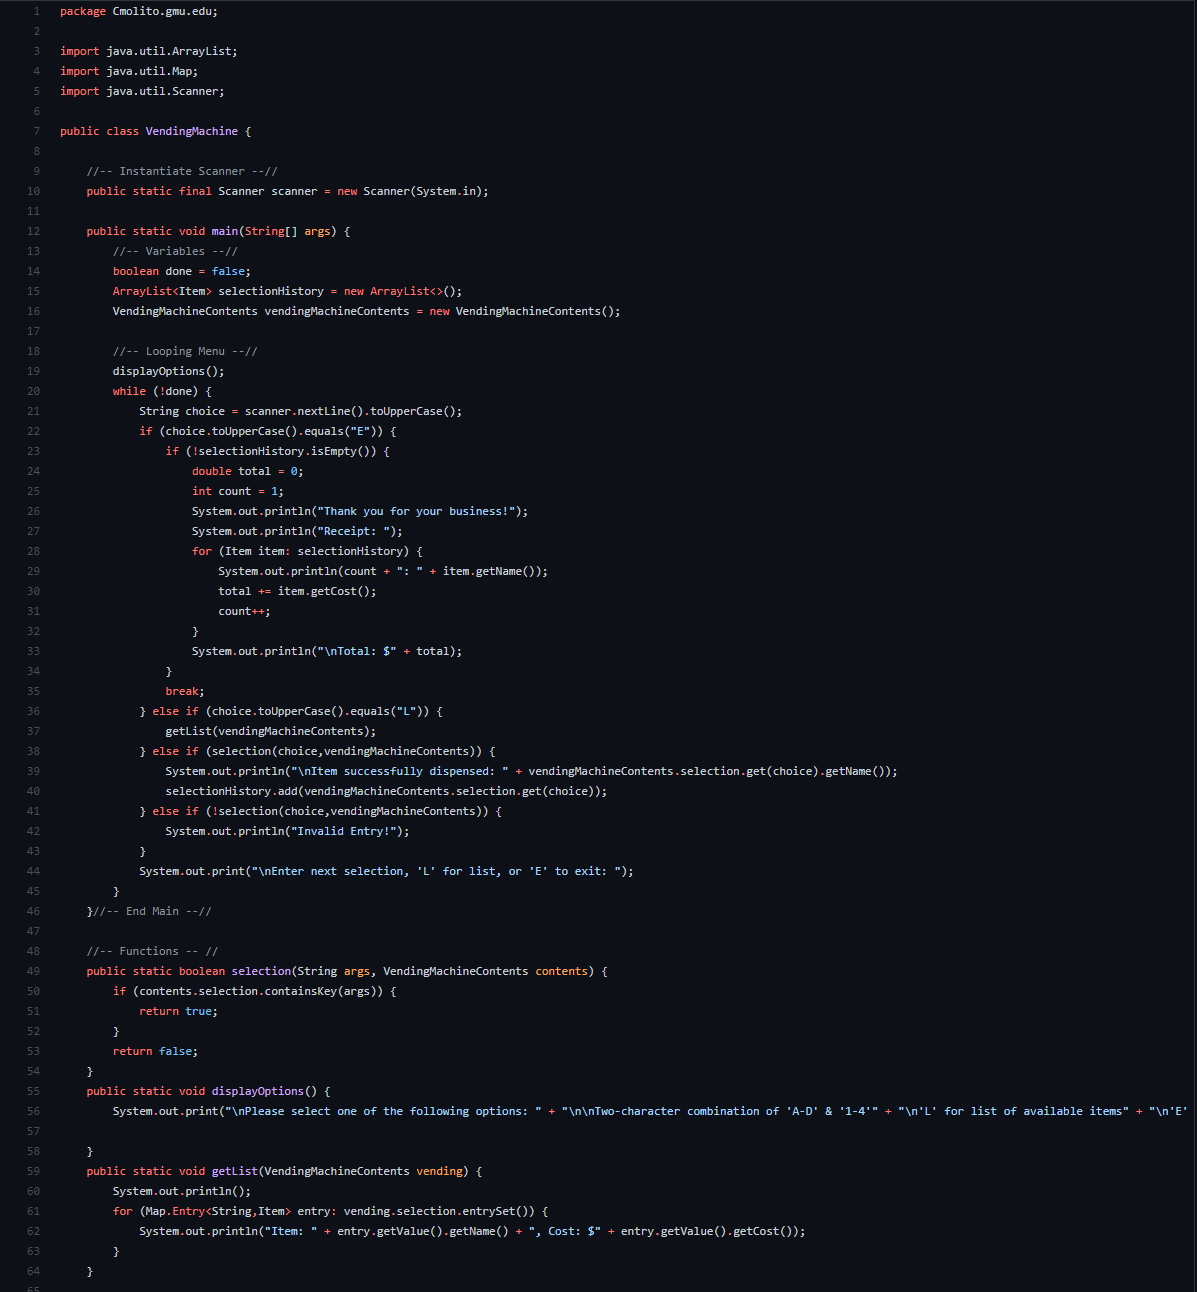 1 package Cmolito.gmu.edu;
2
3 import java.util.ArrayList;
4 import java.util.Map;
5 import java.util.Scanner;
6
7 public class VendingMachine {
8
9     //-- Instantiate Scanner --//
10     public static final Scanner scanner = new Scanner(System.in);
11
12     public static void main(String[] args) {
13         //-- Variables --//
14         boolean done = false;
15         ArrayList<Item> selectionHistory = new ArrayList<>();
16         VendingMachineContents vendingMachineContents = new VendingMachineContents();
17
18         //-- Looping Menu --//
19         displayOptions();
20         while (!done) {
21             String choice = scanner.nextLine().toUpperCase();
22             if (choice.toUpperCase().equals("E")) {
23                 if (!selectionHistory.isEmpty()) {
24                     double total = 0;
25                     int count = 1;
26                     System.out.println("Thank you for your business!");
27                     System.out.println("Receipt: ");
28                     for (Item item: selectionHistory) {
29                         System.out.println(count + ": " + item.getName());
30                         total += item.getCost();
31                         count++;
32                     }
33                     System.out.println("\nTotal: $" + total);
34                 }
35                 break;
36             } else if (choice.toUpperCase().equals("L")) {
37                 getList(vendingMachineContents);
38             } else if (selection(choice,vendingMachineContents)) {
39                 System.out.println("\nItem successfully dispensed: " + vendingMachineContents.selection.get(choice).getName());
40                 selectionHistory.add(vendingMachineContents.selection.get(choice));
41             } else if (!selection(choice,vendingMachineContents)) {
42                 System.out.println("Invalid Entry!");
43             }
44             System.out.print("\nEnter next selection, 'L' for list, or 'E' to exit: ");
45         }
46     }//-- End Main --//
47
48     //-- Functions -- //
49     public static boolean selection(String args, VendingMachineContents contents) {
50         if (contents.selection.containsKey(args)) {
51             return true;
52         }
53         return false;
54     }
55     public static void displayOptions() {
56         System.out.print("\nPlease select one of the following options: " + "\n\nTwo-character combination of 'A-D' & '1-4'" + "\n'L' for list of available items" + "\n'E'
57
58     }
59     public static void getList(VendingMachineContents vending) {
60         System.out.println();
61         for (Map.Entry<String,Item> entry: vending.selection.entrySet()) {
62             System.out.println("Item: " + entry.getValue().getName() + ", Cost: $" + entry.getValue().getCost());
63         }
64     }
65